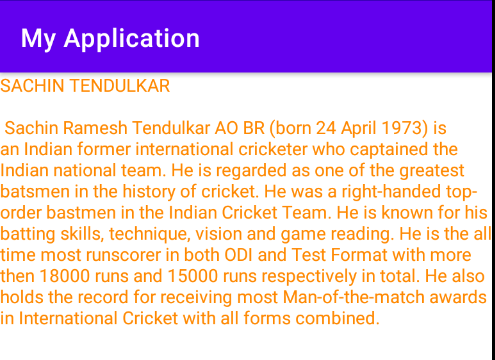 My Application
SACHIN TENDULKAR
Sachin Ramesh Tendulkar AO BR (born 24 April 1973) is
an Indian former international cricketer who captained the
Indian national team. He is regarded as one of the greatest
batsmen in the history of cricket. He was a right-handed top-
order bastmen in the Indian Cricket Team. He is known for his
batting skills, technique, vision and game reading. He is the all
time most runscorer in both ODI and Test Format with more
then 18000 runs and 15000 runs respectively in total. He also
holds the record for receiving most Man-of-the-match awards
in International Cricket with all forms combined.